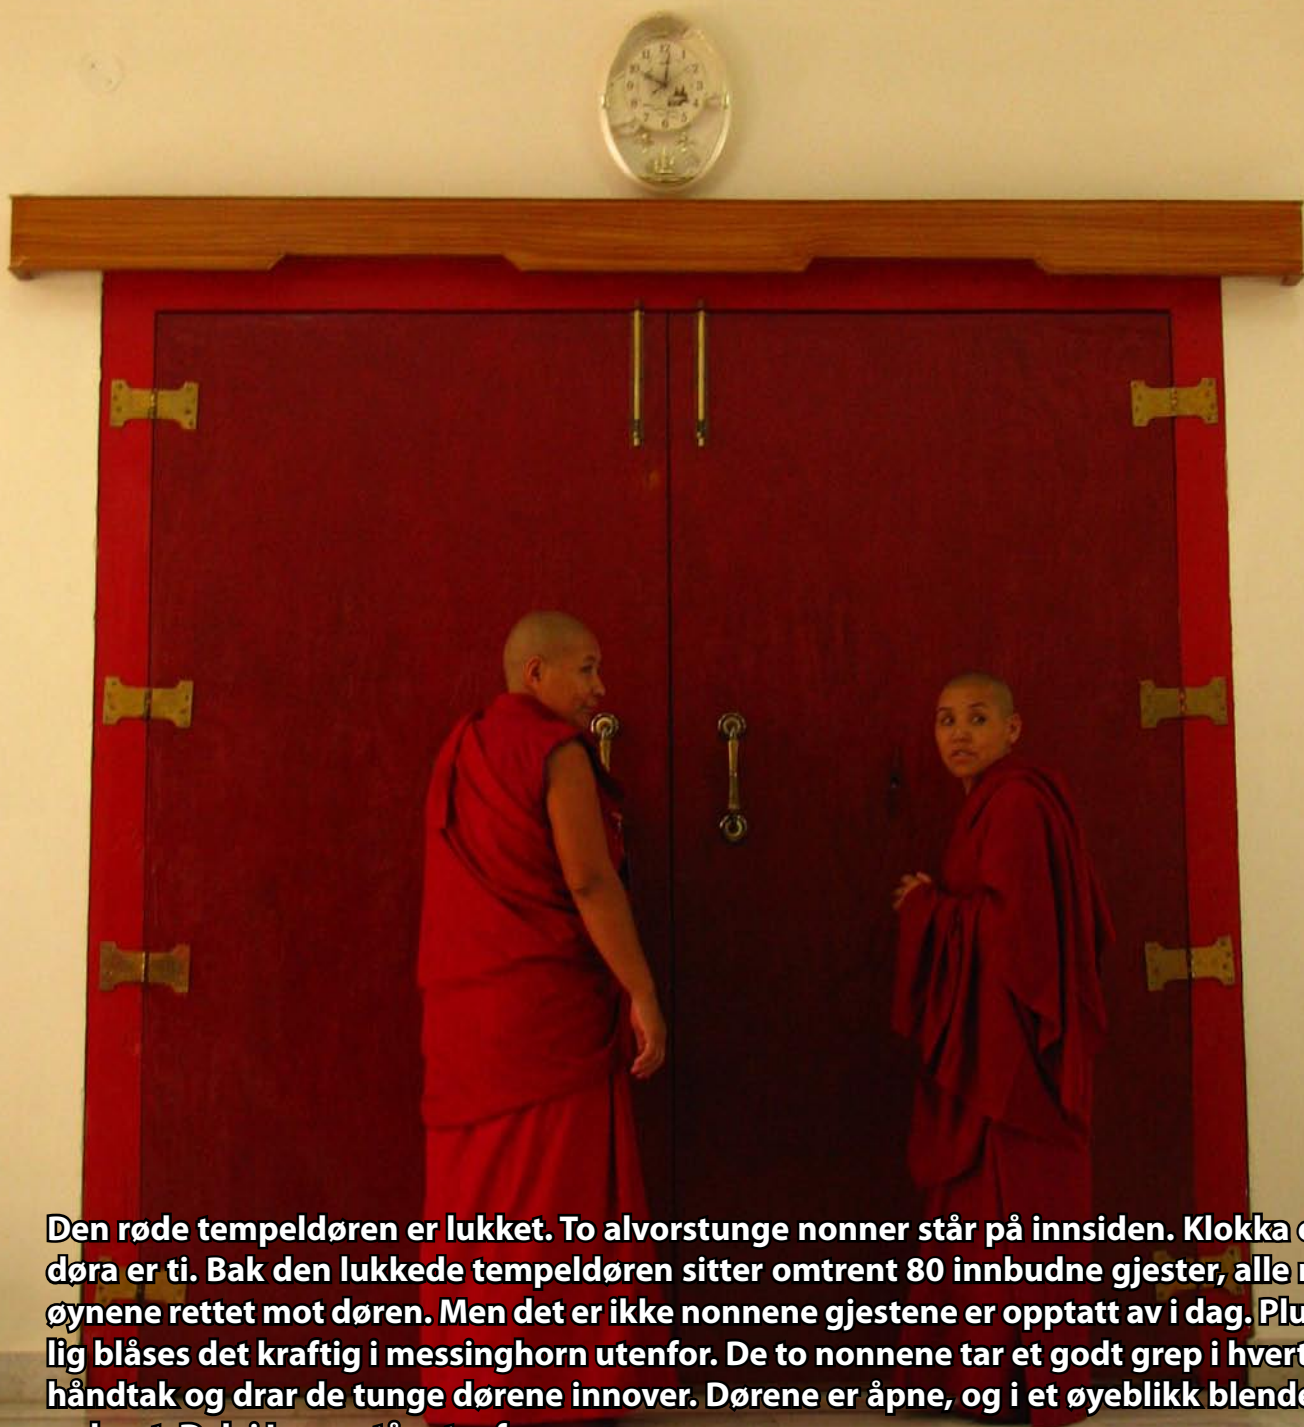 Den røde tempeldøren er lukket. To alvorstunge nonner står på innsiden. Klokka
døra er ti. Bak den lukkede tempeldøren sitter omtrent 80 innbudne gjester, alle
øynene rettet mot døren. Men det er ikke nonnene gjestene er opptatt av i dag. Plu
lig blåses det kraftig i messinghorn utenfor. De to nonnene tar et godt grep i hvert
håndtak og drar de tunge dørene innover. Dørene er åpne, og i et øyeblikk blende